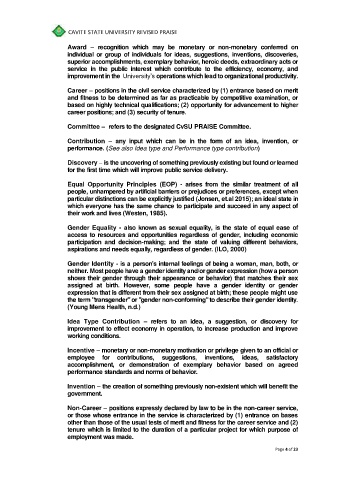 CAVITE STATE UNIVERSITY REVISED PRAISE
Award – recognition which may be monetary or non-monetary conferred on
individual or group of individuals for ideas, suggestions, inventions, discoveries,
superior accomplishments, exemplary behavior, heroic deeds, extraordinary acts or
service in the public interest which contribute to the efficiency, economy, and
improvement in the University's operations which lead to organizational productivity.
Career – positions in the civil service characterized by (1) entrance based on merit
and fitness to be determined as far as practicable by competitive examination, or
based on highly technical qualifications; (2) opportunity for advancement to higher
career positions; and (3) security of tenure.
Committee – refers to the designated CvSU PRAISE Committee.
Contribution – any input which can be in the form of an idea, invention, or
performance. (See also Idea type and Performance type contribution)
Discovery – is the uncovering of something previously existing but found or learned
for the first time which will improve public service delivery.
Equal Opportunity Principles (EOP) - arises from the similar treatment of all
people, unhampered by artificial barriers or prejudices or preferences, except when
particular distinctions can be explicitly justified (Jonsen, et.al 2015); an ideal state in
which everyone has the same chance to participate and succeed in any aspect of
their work and lives (Westen, 1985).
Gender Equality - also known as sexual equality, is the state of equal ease of
access to resources and opportunities regardless of gender, including economic
participation and decision-making; and the state of valuing different behaviors,
aspirations and needs equally, regardless of gender. (ILO, 2000)
Gender Identity - is a person's internal feelings of being a woman, man, both, or
neither. Most people have a gender identity and/or gender expression (how a person
shows their gender through their appearance or behavior) that matches their sex
assigned at birth. However, some people have a gender identity or gender
expression that is different from their sex assigned at birth; these people might use
the term "transgender" or "gender non-conforming" to describe their gender identity.
(Young Mens Health, n.d.)
Idea Type Contribution – refers to an idea, a suggestion, or discovery for
improvement to effect economy in operation, to increase production and improve
working conditions.
Incentive – monetary or non-monetary motivation or privilege given to an official or
employee for contributions, suggestions, inventions, ideas, satisfactory
accomplishment, or demonstration of exemplary behavior based on agreed
performance standards and norms of behavior.
Invention – the creation of something previously non-existent which will benefit the
government.
Non-Career – positions expressly declared by law to be in the non-career service,
or those whose entrance in the service is characterized by (1) entrance on bases
other than those of the usual tests of merit and fitness for the career service and (2)
tenure which is limited to the duration of a particular project for which purpose of
employment was made.
Page 4 of 23